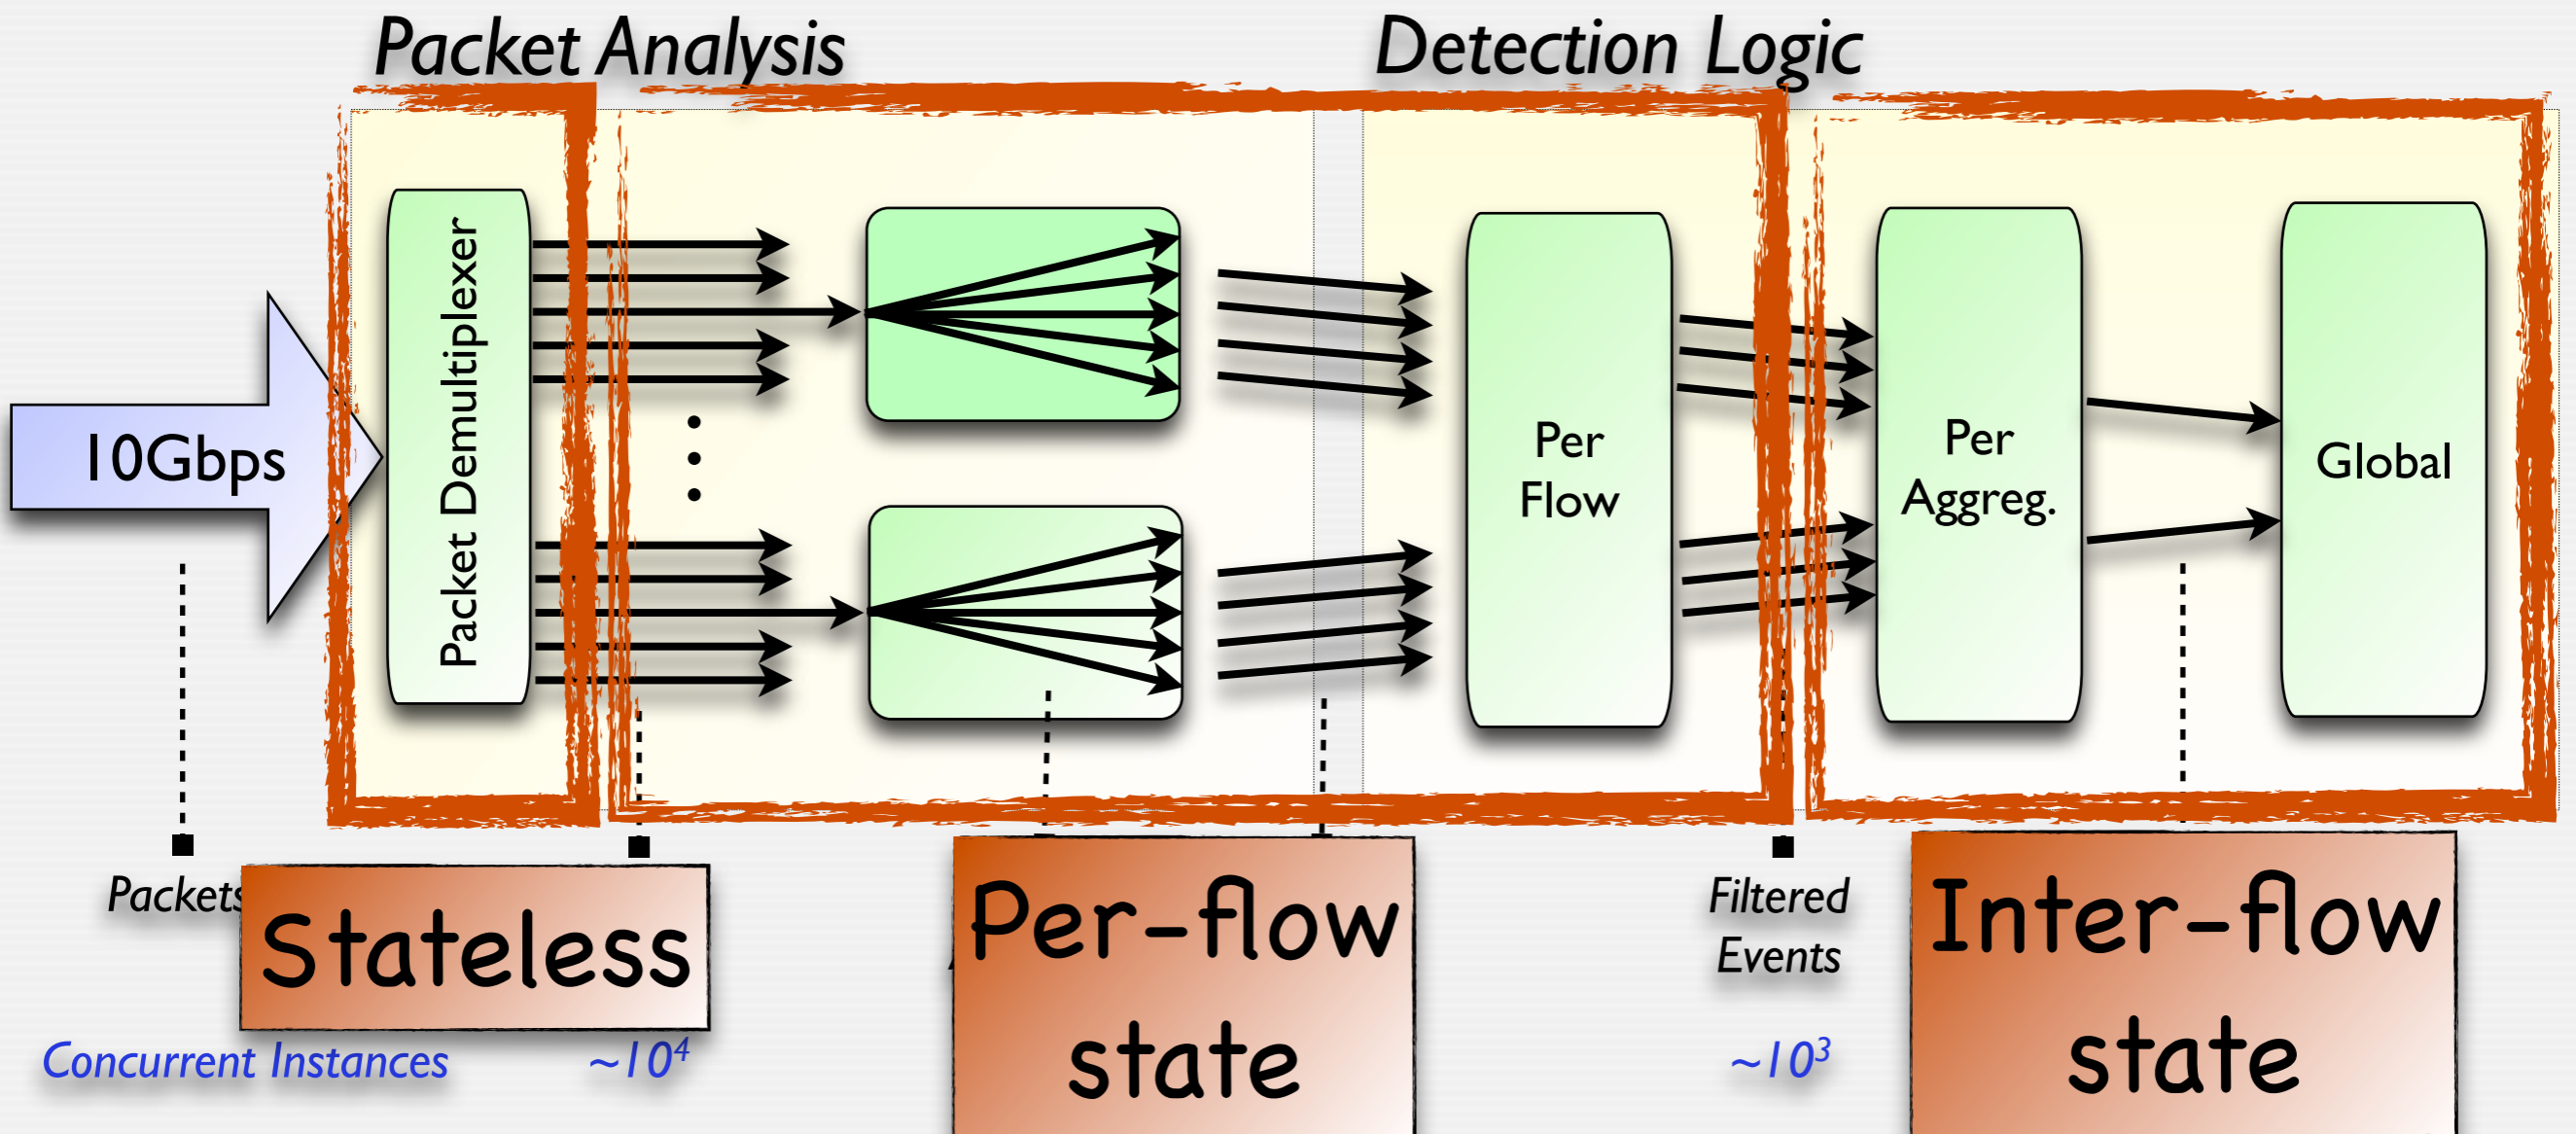 Packet Analysis
Detection Logic
10Gbps
Packet Demultiplexer
Per
Flow
Per
Aggreg.
Global
Packets
Stateless
Per-flow
state
Filtered
Events
Inter-flow
state
Concurrent Instances
~10⁴
~10³